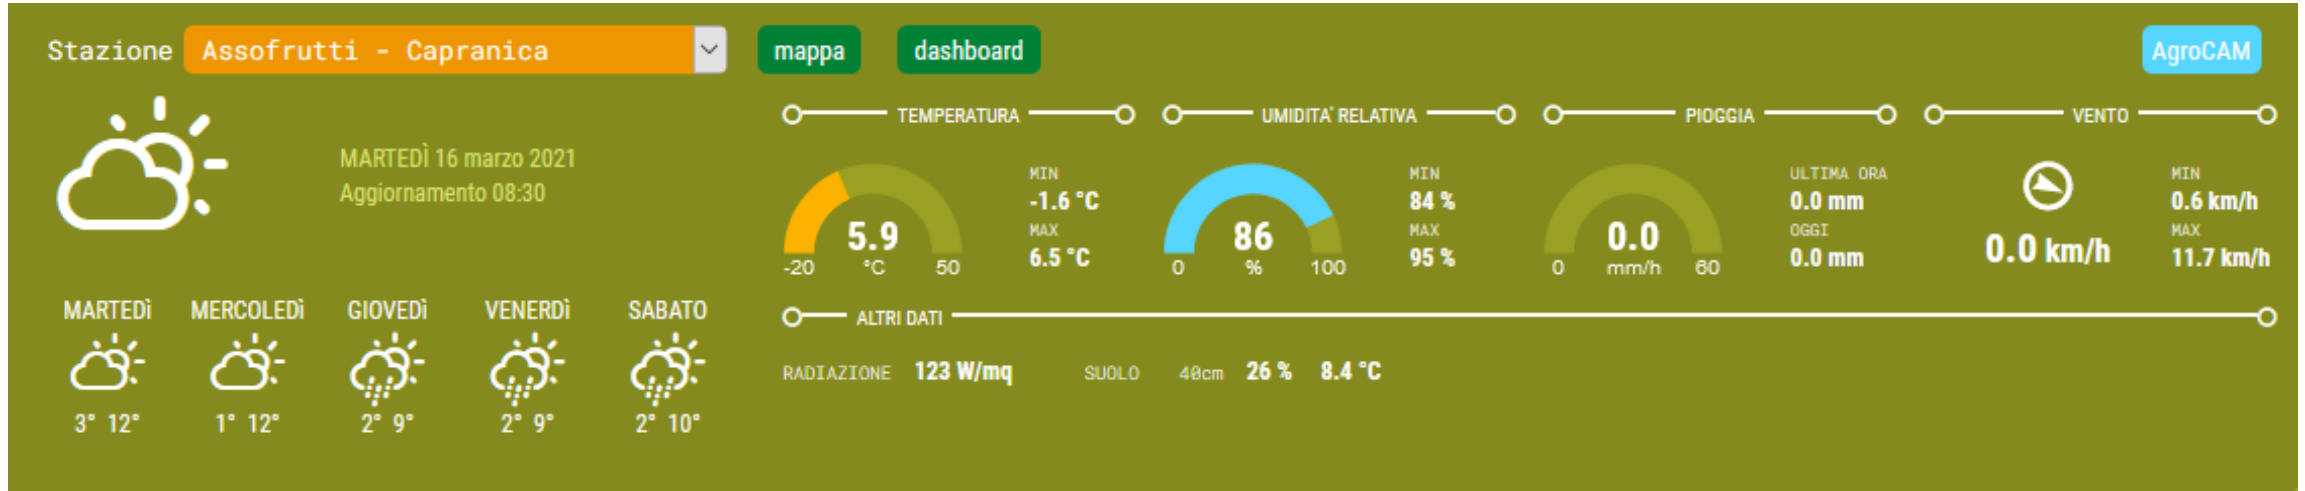 Stazione Assofrutti - Capranica mappa dashboard AgroCAM
MARTEDÌ 16 marzo 2021
Aggiornamento 08:30
MARTEDÌ MERCOLEDÌ GIOVEDÌ VENERDÌ SABATO
3° 12° 1° 12° 2° 9° 2° 9° 2° 10°
TEMPERATURA
5.9
°C
-20 50
MIN
-1.6 °C
MAX
6.5 °C
UMIDITA' RELATIVA
86
%
0 100
MIN
84 %
MAX
95 %
PIOGGIA
0.0
mm/h
0 60
ULTIMA ORA
0.0 mm
OGGI
0.0 mm
VENTO
0.0 km/h
MIN
0.6 km/h
MAX
11.7 km/h
ALTRI DATI
RADIAZIONE 123 W/mq SUOLO 40cm 26 % 8.4 °C